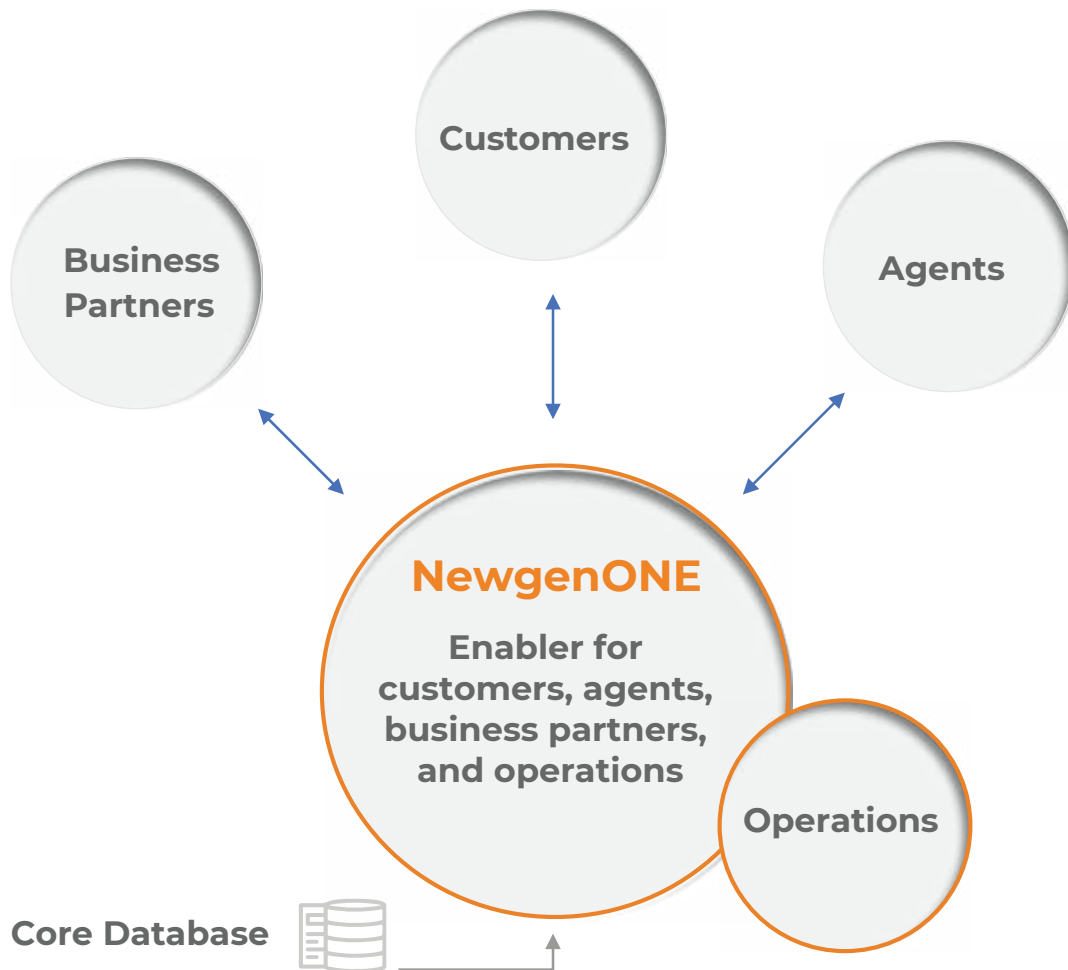 Customers
Business
Partners
Agents
NewgenONE
Enabler for
customers, agents,
business partners,
and operations
Operations
Core Database